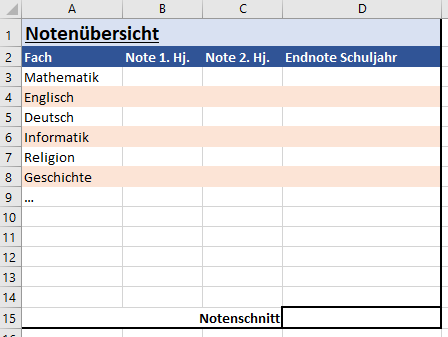 A B C D
1 Notenübersicht
2 Fach Note 1. Hj. Note 2. Hj. Endnote Schuljahr
3 Mathematik
4 Englisch
5 Deutsch
6 Informatik
7 Religion
8 Geschichte
9 ...
10
11
12
13
14
15 Notenschnitt